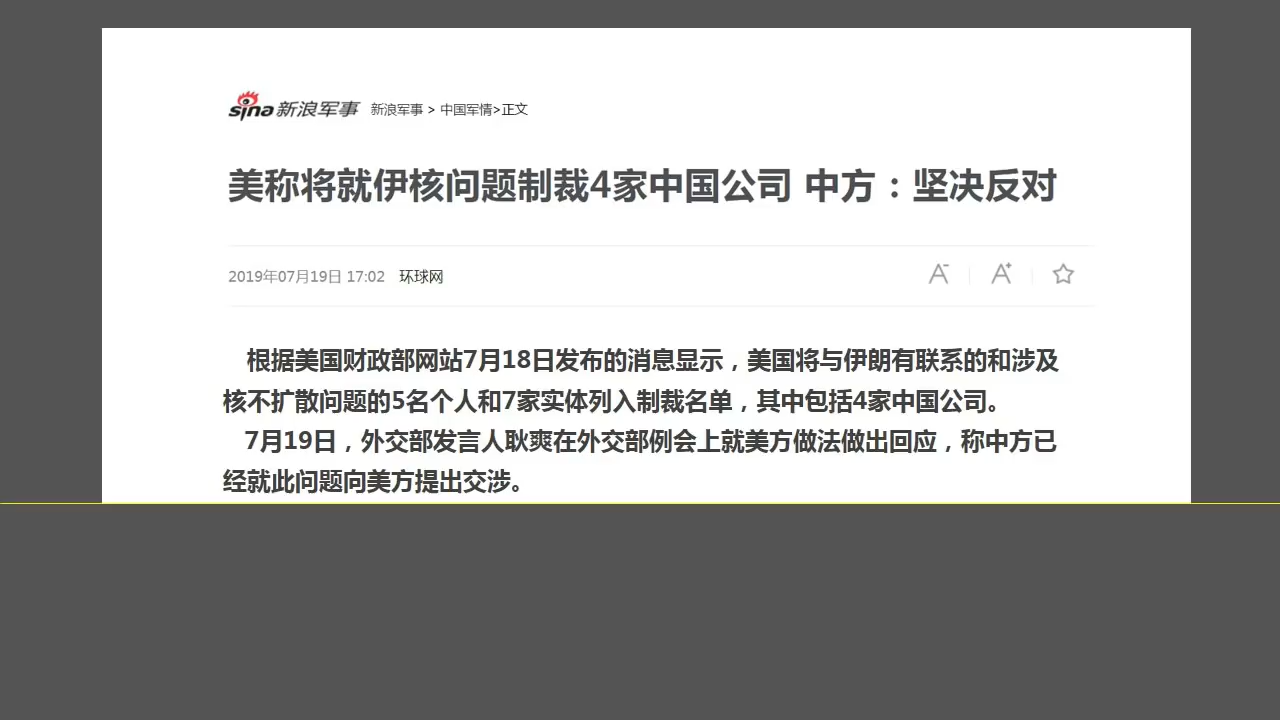 sina新浪军事 新浪军事 > 中国军情>正文
美称将就伊核问题制裁4家中国公司 中方：坚决反对
2019年07月19日 17:02 环球网 A- A+
根据美国财政部网站7月18日发布的消息显示，美国将与伊朗有联系的和涉及
核不扩散问题的5名个人和7家实体列入制裁名单，其中包括4家中国公司。
7月19日，外交部发言人耿爽在外交部例会上就美方做法做出回应，称中方已
经就此问题向美方提出交涉。